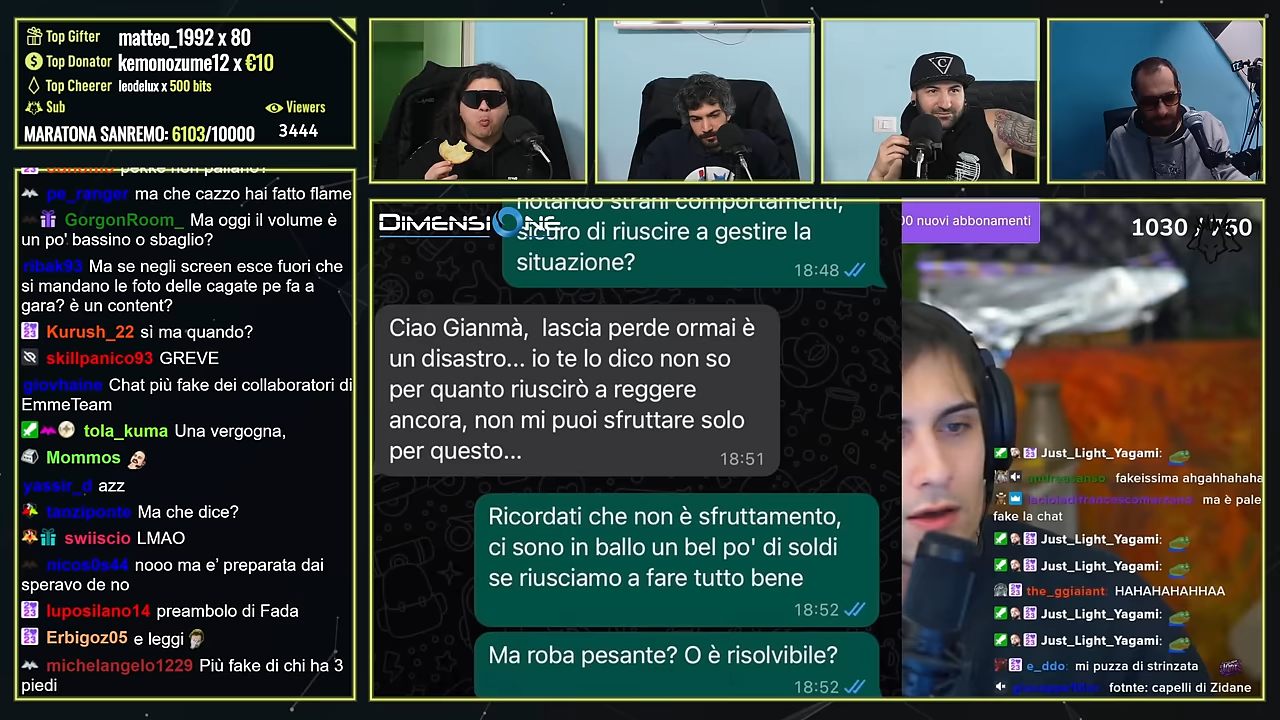 Top Gifter matteo_1992 x 80
Top Donator kemonozume12 x €10
Top Cheerer leodelux x 500 bits
Sub
Viewers
MARATONA SANREMO: 6103/10000
3444
pekke non parlano?
pe_ranger ma che cazzo hai fatto flame
GorgonRoom_ Ma oggi il volume è
un po' bassino o sbaglio?
ribak93 Ma se negli screen esce fuori che
si mandano le foto delle cagate pe fa a
gara? è un content?
Kurush_22 si ma quando?
skillpanico93 GREVE
giovhaine Chat più fake dei collaboratori di
EmmeTeam
tola_kuma Una vergogna,
Mommos
yassir_d azz
tanziponte Ma che dice?
swiiscio LMAO
nicos0s44 nooo ma e' preparata dai
speravo de no
luposilano14 preambolo di Fada
Erbigoz05 e leggi
michelangelo1229 Più fake di chi ha 3
piedi
DIMENSIONE
notando strani comportamenti,
sicuro di riuscire a gestire la
situazione?
18:48
Ciao Gianmà, lascia perde ormai è
un disastro... io te lo dico non so
per quanto riuscirò a reggere
ancora, non mi puoi sfruttare solo
per questo...
18:51
Ricordati che non è sfruttamento,
ci sono in ballo un bel po' di soldi
se riusciamo a fare tutto bene
18:52
Ma roba pesante? O è risolvibile?
18:52
nuovi abbonamenti
1030
Just_Light_Yagami:
fakeissima ahgahhahaha
ma è pale
fake la chat
Just_Light_Yagami:
Just_Light_Yagami:
the_ggiaiant: HAHAHAHAHHAA
Just_Light_Yagami:
Just_Light_Yagami:
e_ddo: mi puzza di strinzata
fotnte: capelli di Zidane